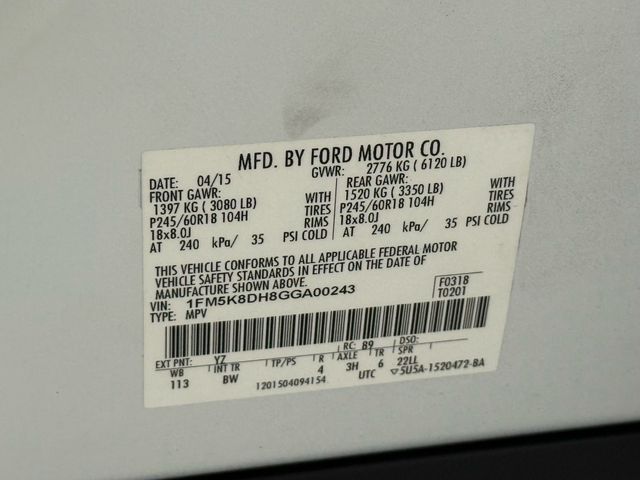 MFD. BY FORD MOTOR CO.
DATE: 04/15 GVWR: 2776 KG ( 6120 LB)
FRONT GAWR: REAR GAWR:
1397 KG ( 3080 LB) WITH 1520 KG ( 3350 LB) WITH
P245/60R18 104H TIRES P245/60R18 104H TIRES
18x8.0J RIMS 18x8.0J RIMS
AT 240 kPa/ 35 PSI COLD AT 240 kPa/ 35 PSI COLD
THIS VEHICLE CONFORMS TO ALL APPLICABLE FEDERAL MOTOR
VEHICLE SAFETY STANDARDS IN EFFECT ON THE DATE OF
MANUFACTURE SHOWN ABOVE.
VIN: 1FM5K8DH8GGA00243 F0318
TYPE: MPV T0201
EXT PNT: Y7 RC: B9 DSO:
WB INT TR TP/PS R AXLE TR SPR
113 BW 4 3H 6 22LL
1201504094154 UTC ▽5U5A-1520472-BA